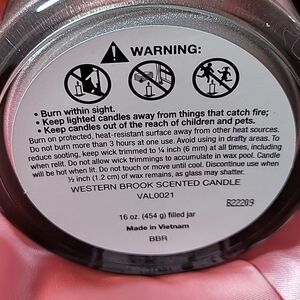 WARNING:
• Burn within sight.
• Keep lighted candles away from things that catch fire;
• Keep candles out of the reach of children and pets.
Burn on protected, heat-resistant surface away from other heat sources.
Do not burn more than 3 hours at one use. Avoid using in drafty areas. To
reduce sooting, keep wick trimmed to ¼ inch (6 mm) at all times, including
when relit. Do not allow wick trimmings to accumulate in wax pool. Candle
will be hot when lit. Do not touch or move until cool. Discontinue use when
½ inch (1.2 cm) of wax remains, as glass may shatter.
WESTERN BROOK SCENTED CANDLE
VAL0021
B22209
16 oz. (454 g) filled jar
Made in Vietnam
BBR